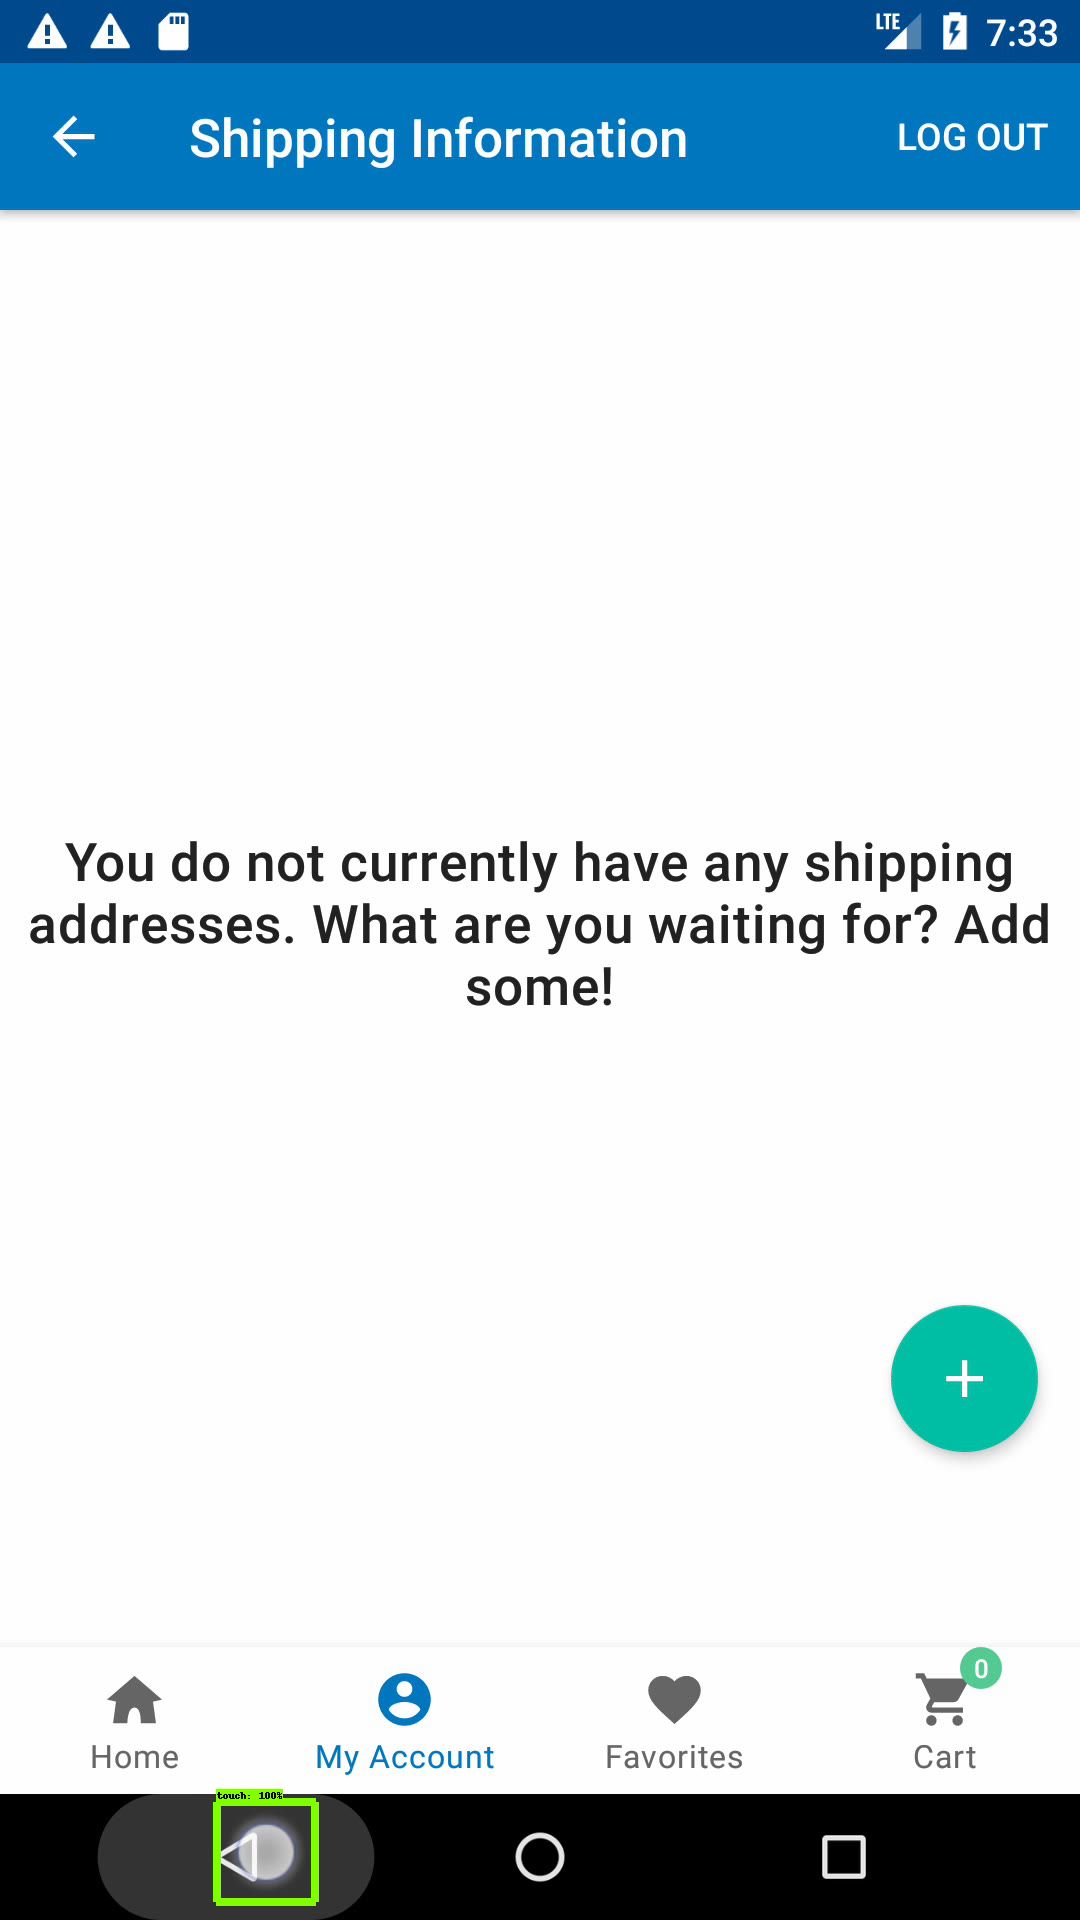 LTE 7:33
Shipping Information LOG OUT
You do not currently have any shipping
addresses. What are you waiting for? Add
some!
0
Home My Account Favorites Cart
touch: 100%